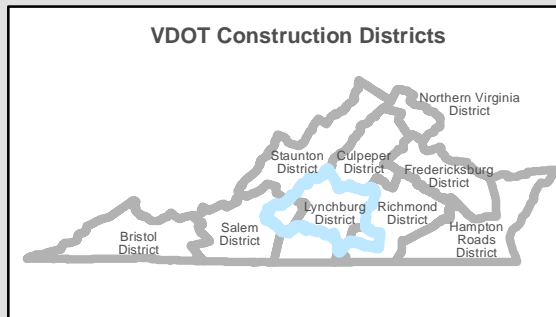 VDOT Construction Districts
Northern Virginia
District
Staunton
District
Culpeper
District
Fredericksburg
District
Lynchburg
District
Richmond
District
Salem
District
Bristol
District
Hampton
Roads
District